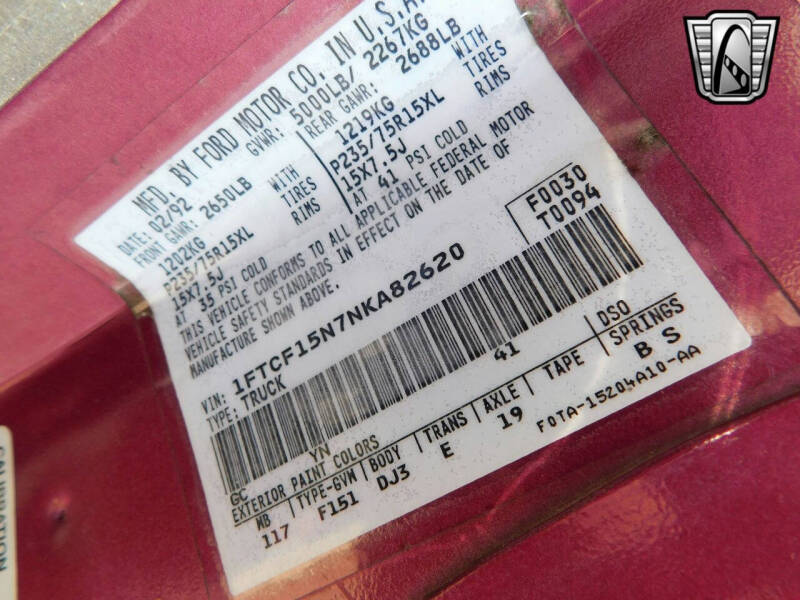 MFD. BY FORD MOTOR CO. IN U.S.A.
DATE: 02/92 GVWR: 5000LB/ 2267KG
FRONT GAWR: 2650LB REAR GAWR: 2688LB
1202KG WITH 1219KG WITH
P235/75R15XL TIRES P235/75R15XL TIRES
15X7.5J RIMS 15X7.5J RIMS
AT 35 PSI COLD AT 41 PSI COLD
THIS VEHICLE CONFORMS TO ALL APPLICABLE FEDERAL MOTOR
VEHICLE SAFETY STANDARDS IN EFFECT ON THE DATE OF
MANUFACTURE SHOWN ABOVE.
F0030
T0094
VIN: 1FTCF15N7NKA82620
TYPE: TRUCK
41
GC YN DSO
EXTERIOR PAINT COLORS
WB TYPE-GVM BODY TRANS AXLE TAPE SPRINGS
117 F151 DJ3 E 19 B S
F0TA-15204A10-AA
CALIBRATION